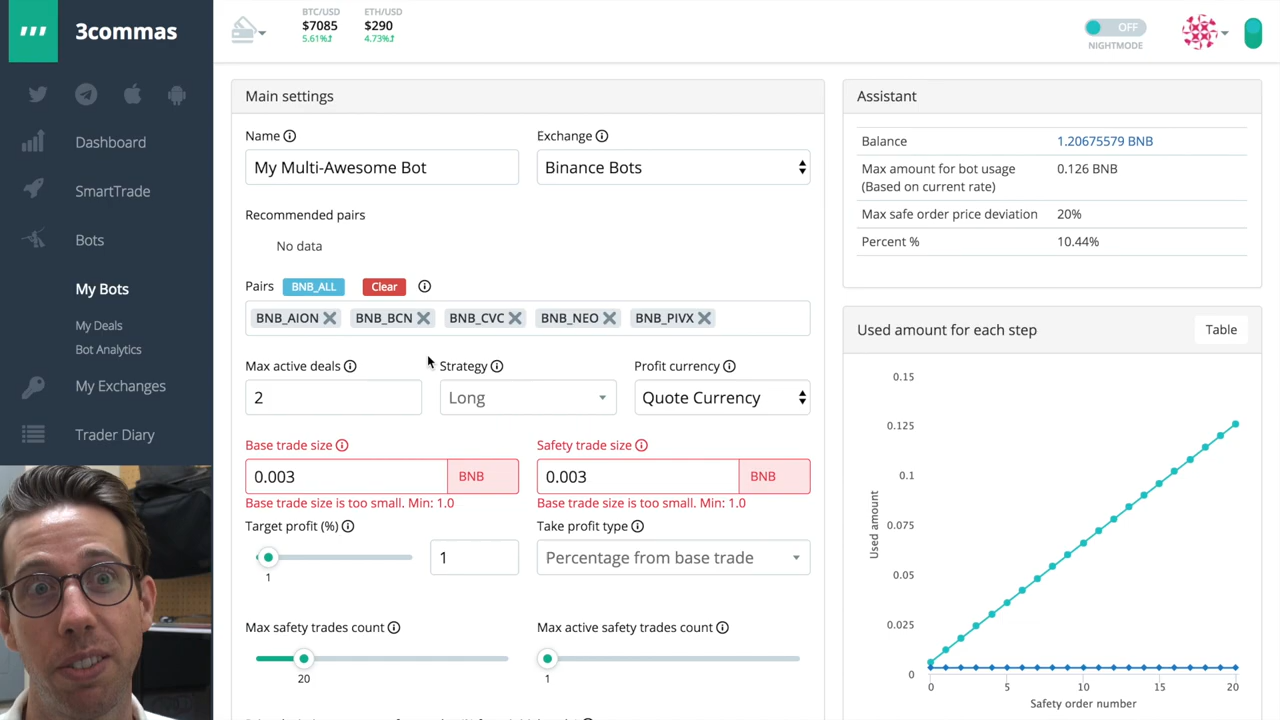 3commas
BTC/USD
$7085
5.61%
ETH/USD
$290
4.73%
OFF
NIGHTMODE
Dashboard
SmartTrade
Bots
My Bots
My Deals
Bot Analytics
My Exchanges
Trader Diary
Main settings
Name
Exchange
My Multi-Awesome Bot
Binance Bots
Recommended pairs
No data
Pairs BNB_ALL Clear
BNB_AION BNB_BCN BNB_CVC BNB_NEO BNB_PIVX
Max active deals Strategy Profit currency
2 Long Quote Currency
Base trade size Safety trade size
0.003 BNB 0.003 BNB
Base trade size is too small. Min: 1.0 Base trade size is too small. Min: 1.0
Target profit (%) Take profit type
1 Percentage from base trade
1
Max safety trades count Max active safety trades count
20 1
Assistant
Balance 1.20675579 BNB
Max amount for bot usage 0.126 BNB
(Based on current rate)
Max safe order price deviation 20%
Percent % 10.44%
Used amount for each step Table
0.15
0.125
0.1
0.075
0.05
0.025
0
Used amount
0 5 10 15 20
Safety order number